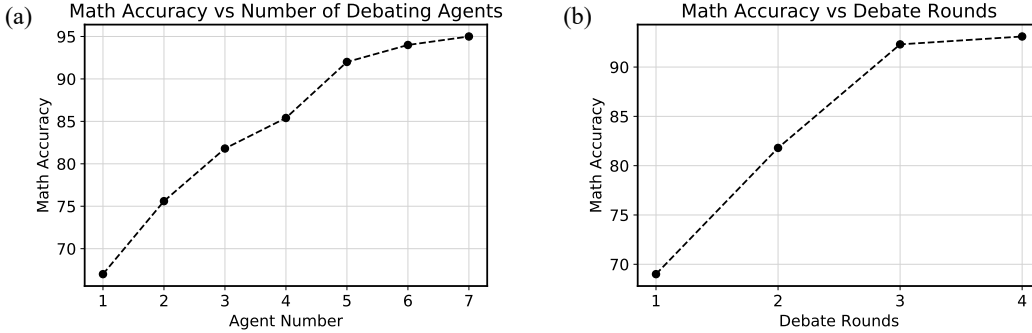 (a)
Math Accuracy vs Number of Debating Agents
95
90
85
80
75
70
Math Accuracy
1 2 3 4 5 6 7
Agent Number
(b)
Math Accuracy vs Debate Rounds
90
85
80
75
70
Math Accuracy
1 2 3 4
Debate Rounds